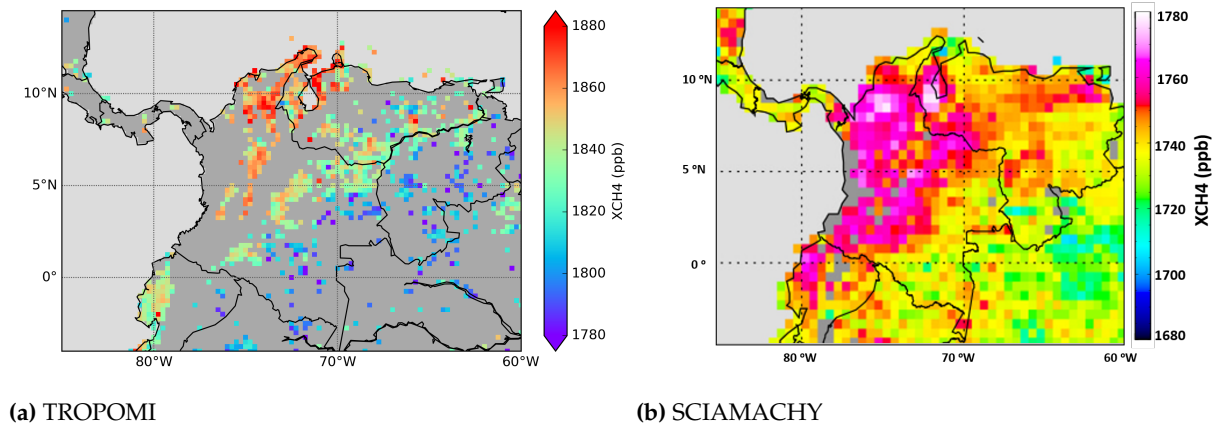 1880
1860
1840
1820
1800
1780
XCH4 (ppb)
10°N
5°N
0°
80°W
70°W
60°W
1780
1760
1740
1720
1700
1680
XCH4 (ppb)
10 °N
5 °N
0 °
80 °W
70 °W
60 °W
(a) TROPOMI
(b) SCIAMACHY